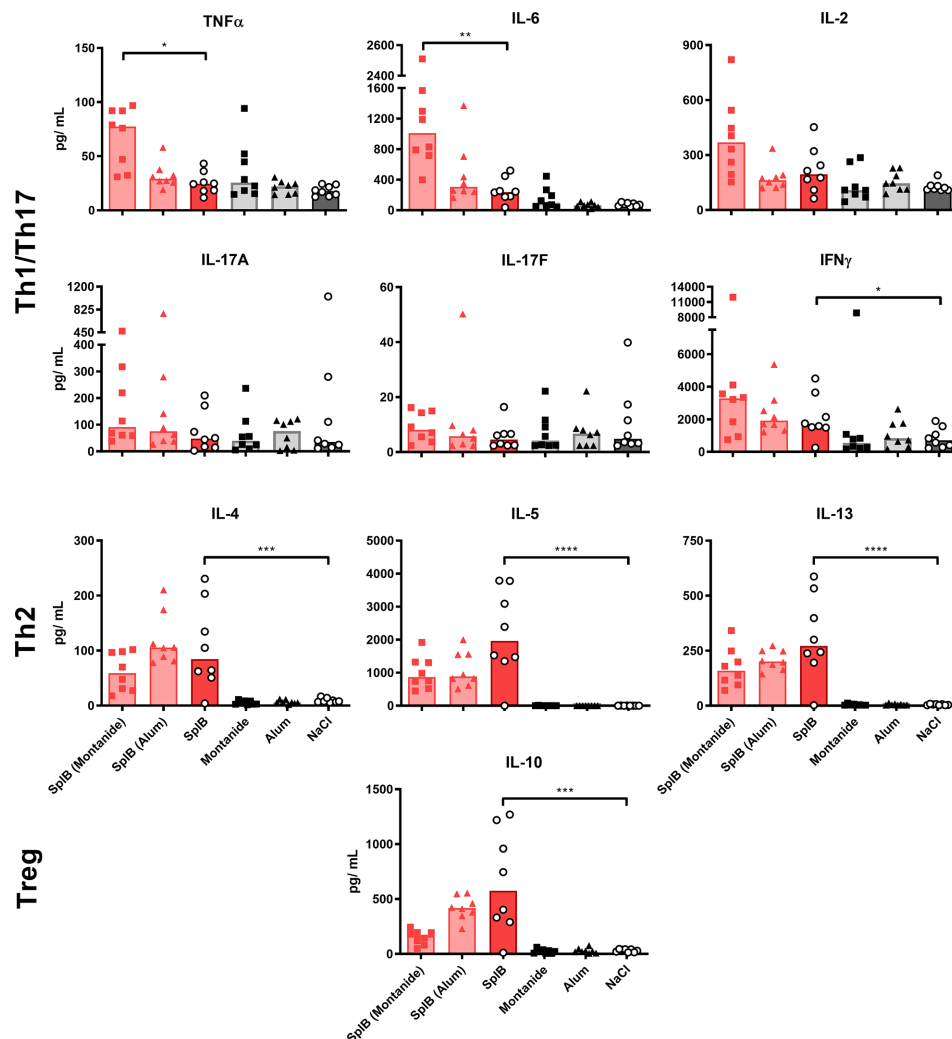 TNFα
IL-6
IL-2
pg/ mL
150
100
50
0
*
2600
2400
1600
1200
800
400
0
**
900
600
300
0
Th1/Th17
IL-17A
IL-17F
IFNγ
pg/ mL
1200
825
450
400
300
200
100
0
60
40
20
0
14000
8000
6000
4000
2000
0
*
Th2
IL-4
IL-5
IL-13
pg/ mL
300
200
100
0
***
5000
4000
3000
2000
1000
0
****
750
500
250
0
****
SplB (Montanide)
SplB (Alum)
SplB
Montanide
Alum
NaCl
SplB (Montanide)
SplB (Alum)
SplB
Montanide
Alum
NaCl
Treg
IL-10
pg/ mL
1500
1000
500
0
***
SplB (Montanide)
SplB (Alum)
SplB
Montanide
Alum
NaCl